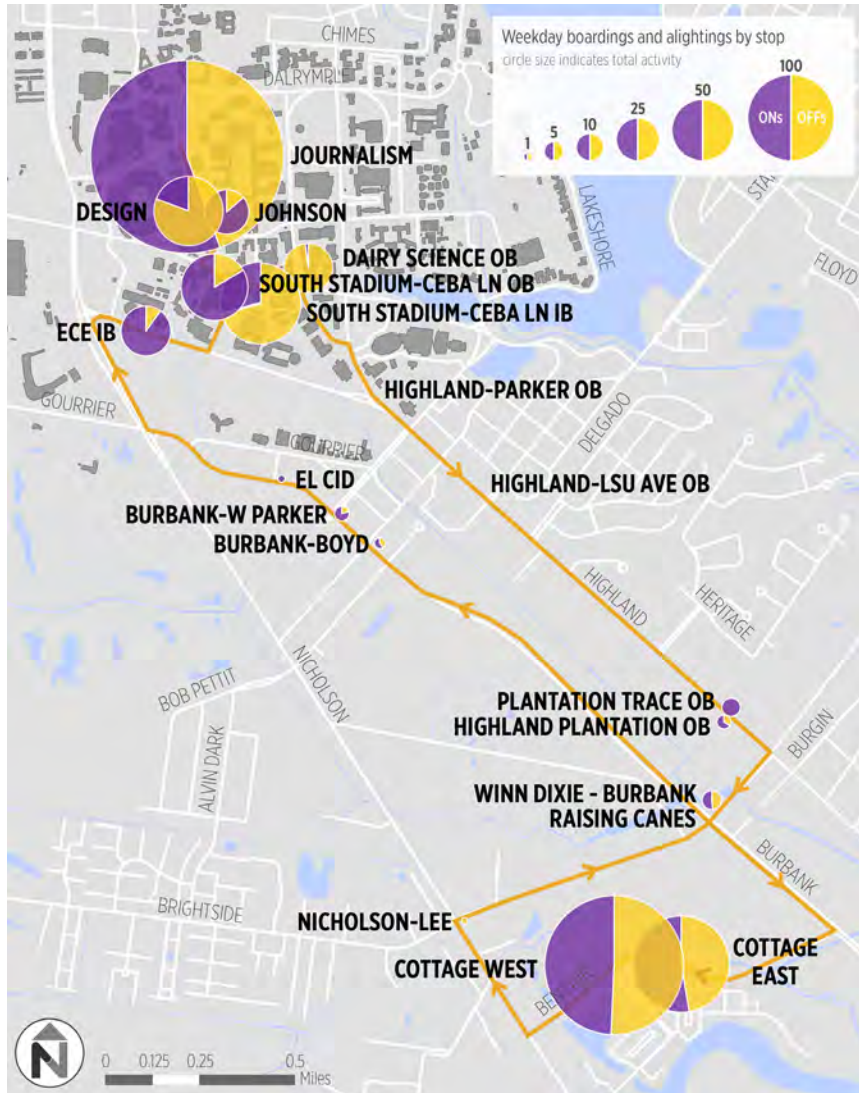 CHIMES
DALRYMPLE
Weekday boardings and alightings by stop
circle size indicates total activity
1
5
10
25
50
100
ONs
OFFs
JOURNALISM
DESIGN
JOHNSON
LAKESHORE
FLOYD
DAIRY SCIENCE OB
SOUTH STADIUM-CEBA LN OB
SOUTH STADIUM-CEBA LN IB
ECE IB
GOURRIER
HIGHLAND-PARKER OB
DELGADO
GOURRIER
EL CID
HIGHLAND-LSU AVE OB
BURBANK-W PARKER
BURBANK-BOYD
HIGHLAND
HERITAGE
NICHOLSON
BOB PETTIT
PLANTATION TRACE OB
HIGHLAND PLANTATION OB
BURGIN
ALVIN DARK
WINN DIXIE - BURBANK
RAISING CANES
BURBANK
BRIGHTSIDE
NICHOLSON-LEE
COTTAGE WEST
COTTAGE
EAST
N
0 0.125 0.25 0.5
Miles